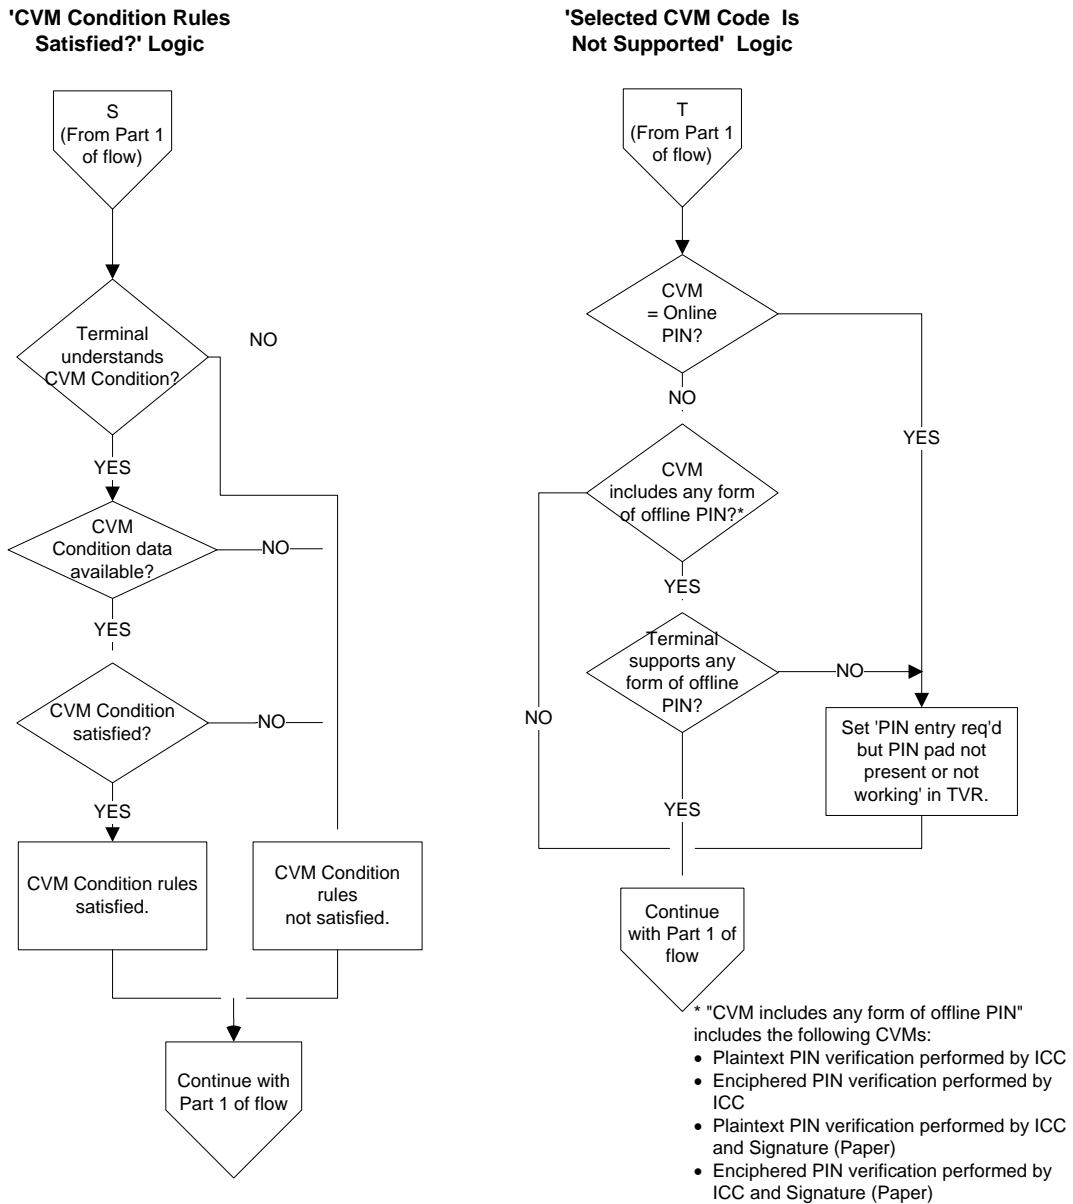 'CVM Condition Rules
Satisfied?' Logic
S
(From Part 1
of flow)
Terminal
understands
CVM Condition?
NO
YES
CVM
Condition data
available?
NO
YES
CVM Condition
satisfied?
NO
YES
CVM Condition rules
satisfied.
CVM Condition
rules
not satisfied.
Continue with
Part 1 of flow
'Selected CVM Code Is
Not Supported' Logic
T
(From Part 1
of flow)
CVM
= Online
PIN?
NO
YES
CVM
includes any form
of offline PIN?*
YES
NO
Terminal
supports any
form of offline
PIN?
NO
YES
Set 'PIN entry req'd
but PIN pad not
present or not
working' in TVR.
Continue
with Part 1 of
flow
* "CVM includes any form of offline PIN"
includes the following CVMs:
• Plaintext PIN verification performed by ICC
• Enciphered PIN verification performed by
ICC
• Plaintext PIN verification performed by ICC
and Signature (Paper)
• Enciphered PIN verification performed by
ICC and Signature (Paper)